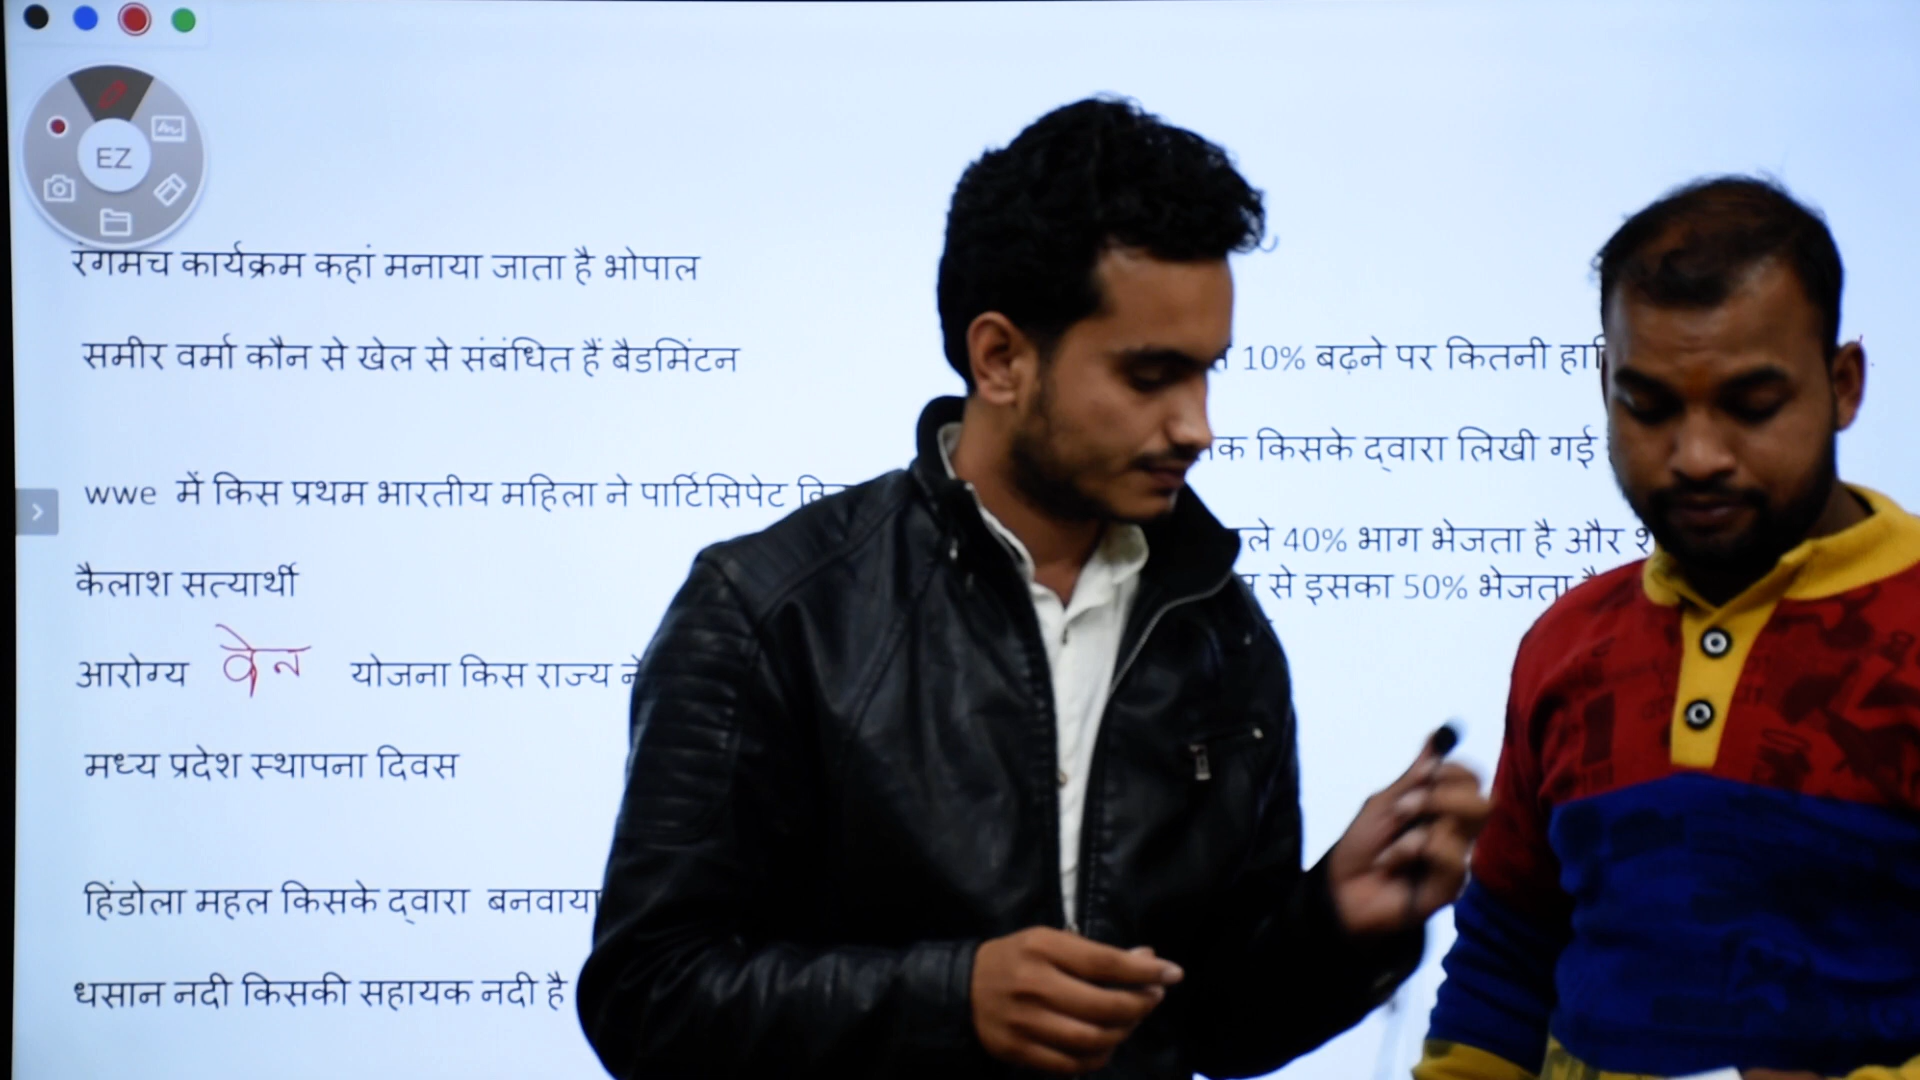 EZ
रंगमच कार्यक्रम कहां मनाया जाता है भोपाल
समीर वर्मा कौन से खेल से संबंधित हैं बैडमिंटन
wwe में किस प्रथम भारतीय महिला ने पार्टिसिपेट
कैलाश सत्यार्थी
आरोग्य वेन योजना किस राज्य
मध्य प्रदेश स्थापना दिवस
हिंडोला महल किसके द्वारा बनवाया
धसान नदी किसकी सहायक नदी है
10% बढ़ने पर कितनी
किसके द्वारा लिखी गई
40% भाग भेजता है और
से इसका 50% भेजता